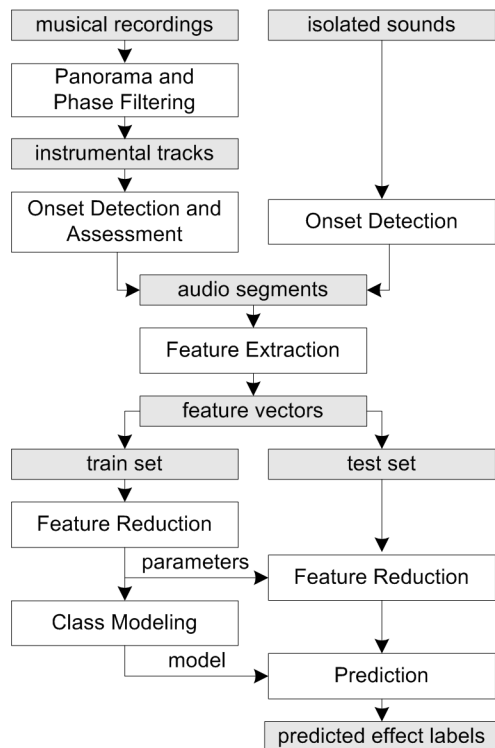 musical recordings
isolated sounds
Panorama and
Phase Filtering
instrumental tracks
Onset Detection and
Assessment
Onset Detection
audio segments
Feature Extraction
feature vectors
train set
test set
Feature Reduction
parameters
Feature Reduction
Class Modeling
model
Prediction
predicted effect labels